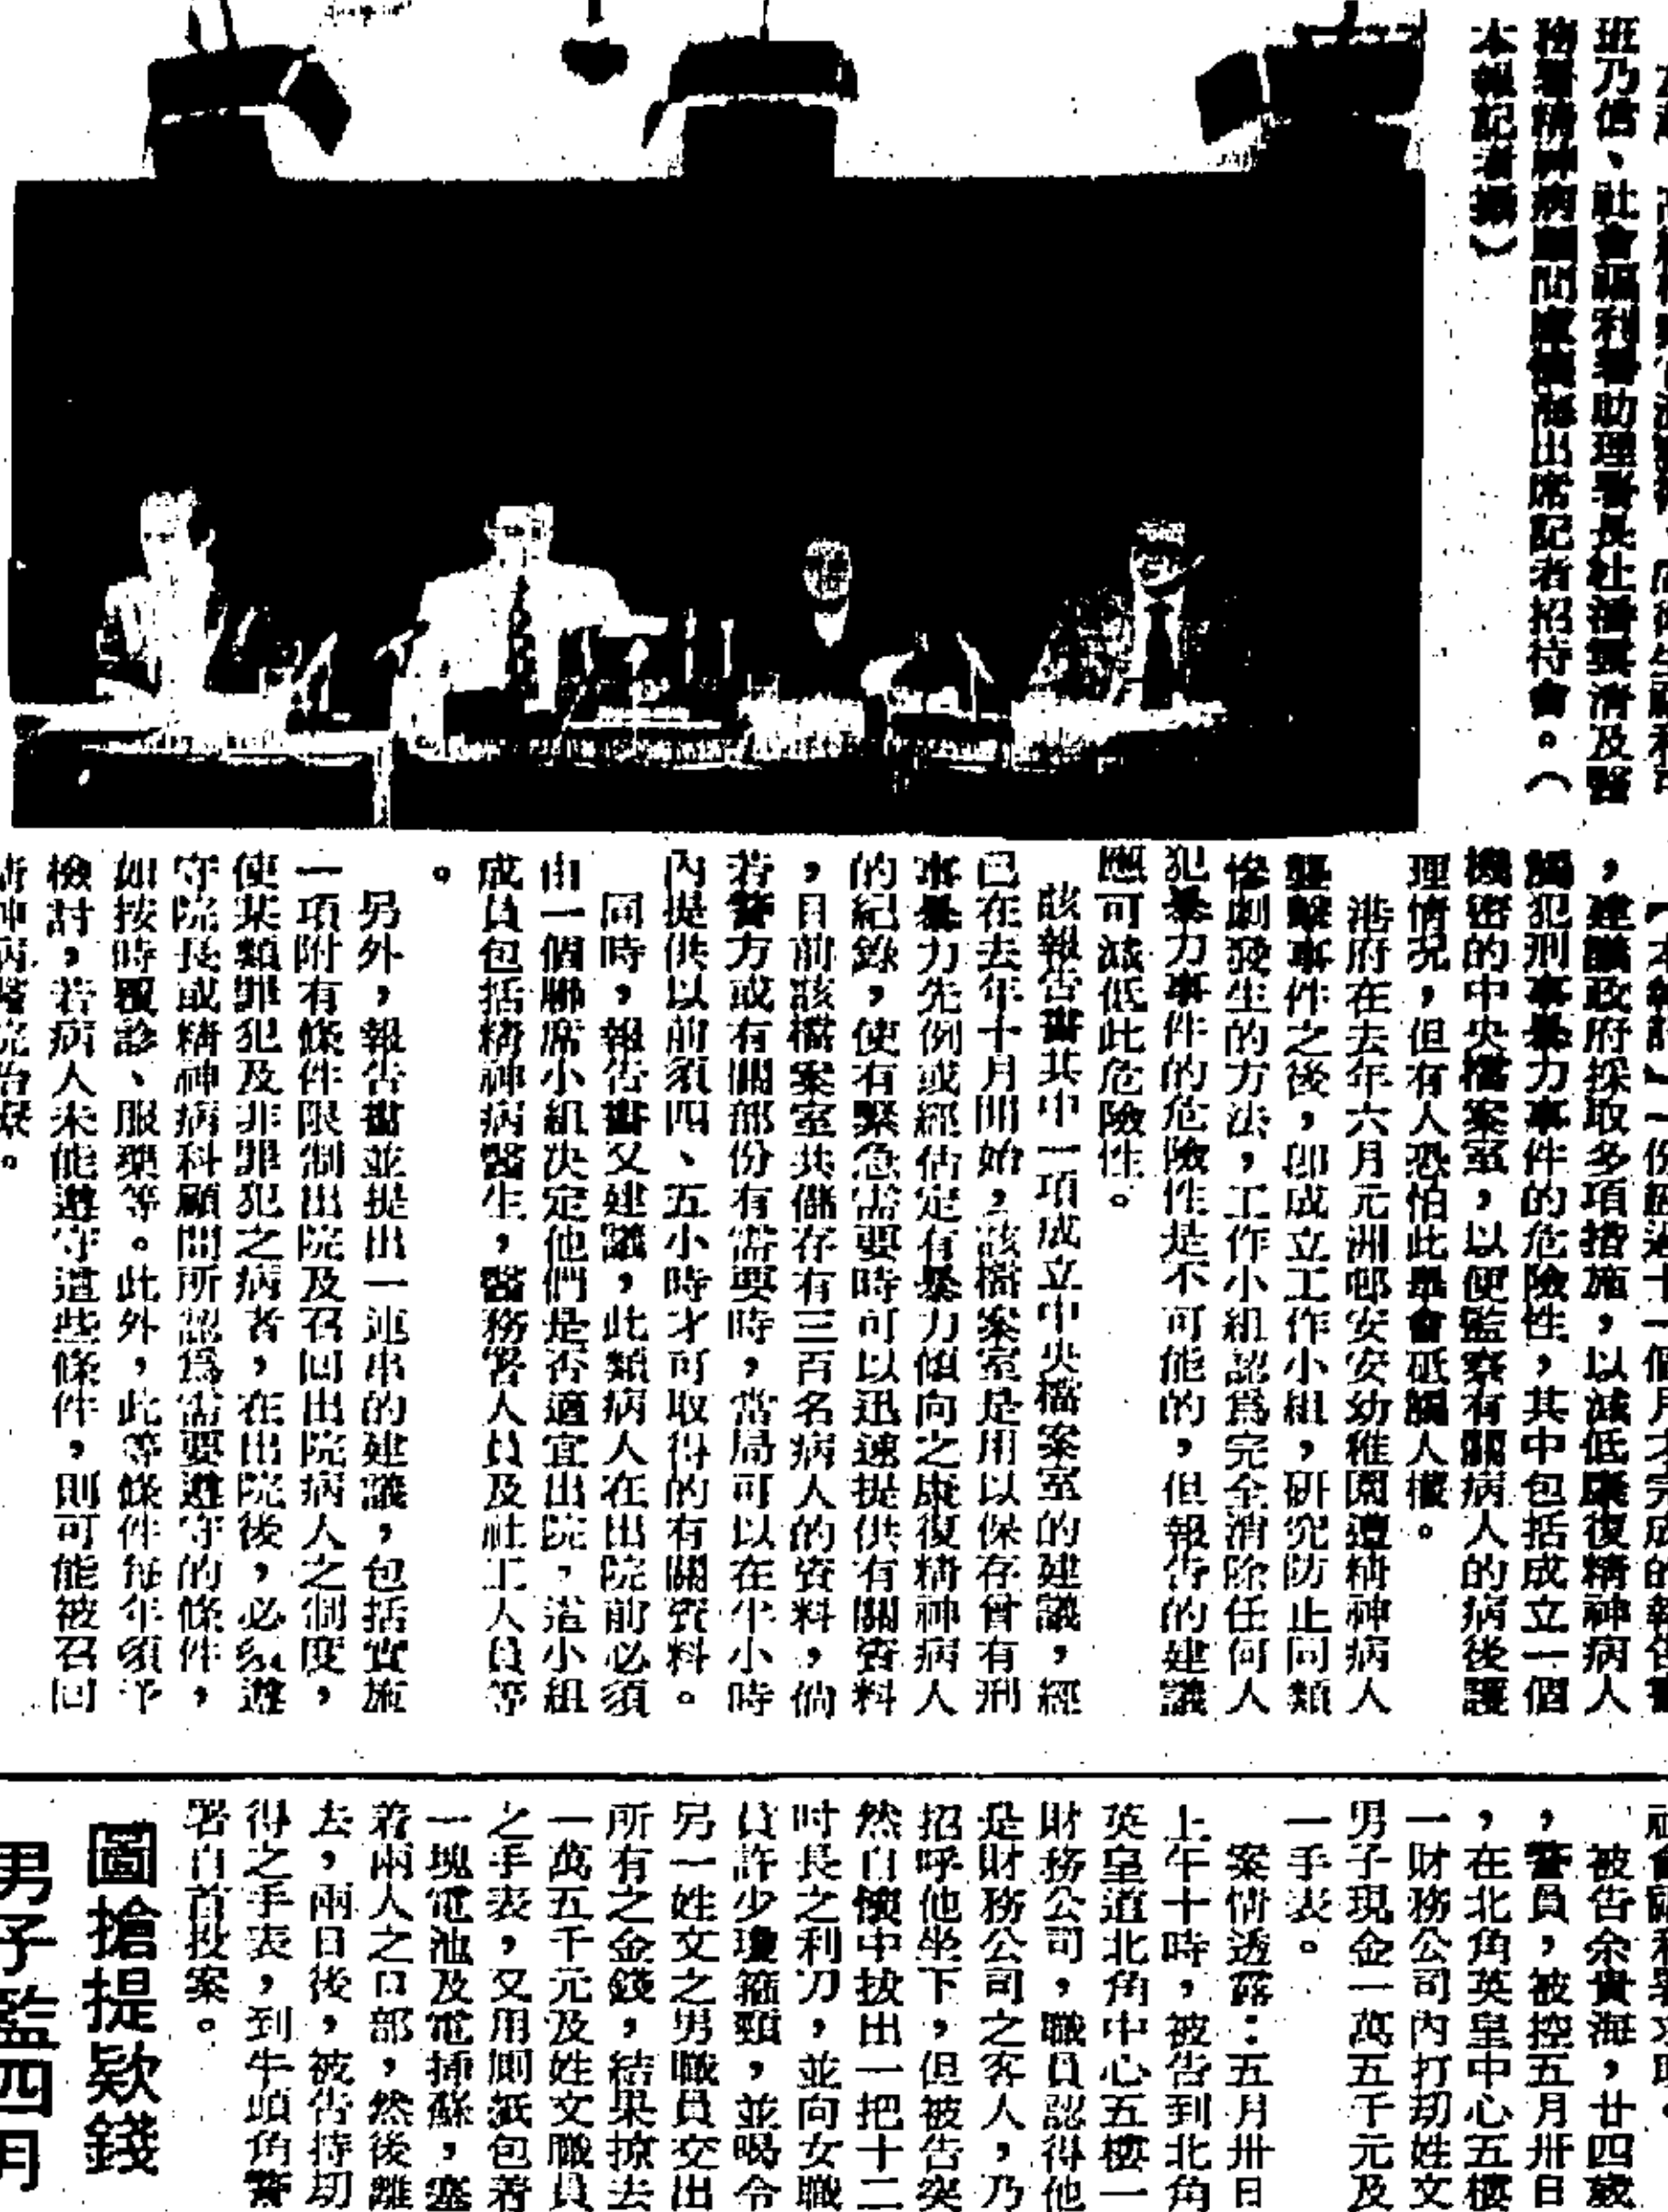 班乃信、社會福利署助理署長杜
務署精神病顧問
出席記者招待會。（
本報記者攝）
，建議政府採取多項措施，以減低康復精神病人
觸犯刑事暴力事件的危險性，其中包括成立一個
機密的中央檔案室，以便監察有關病人的病後護
理情況，但有人恐怕此舉會砥觸人權。
港府在去年六月元洲邨安安幼稚園遭精神病人
襲擊事件之後，即成立工作小組，研究防止同類
慘劇發生的方法，工作小組認為完全消除任何人
犯暴力事件的危險性是不可能的，但報告的建議
應可減低此危險性。
該報告書其中一項成立中央檔案室的建議，經
已在去年十月開始，該檔案室是用以保存曾有刑
事暴力先例或經估定有暴力傾向之康復精神病人
的紀錄，使有緊急需要時可以迅速提供有關資料
，目前該檔案室共儲存有三百名病人的資料，倘
若警方或有關部份有需要時，當局可以在半小時
內提供以前須四、五小時才可取得的有關資料。
同時，報告書又建議，此類病人在出院前必須
由一個聯席小組決定他們是否適宜出院，這小組
成員包括精神病醫生，醫務署人員及社工人員等
。
另外，報告書並提出一連串的建議，包括實施
一項附有條件限制出院及召回出院病人之制度，
使某類罪犯及非罪犯之病者，在出院後，必須遵
守院長或精神病科顧問所認為需要遵守的條件，
如按時覆診、服藥等。此外，此等條件每年須予
檢討，若病人未能遵守這些條件，則可能被召回
精神病醫院治療。
被告余貴海，廿四歲
，警員，被控五月卅日
，在北角英皇中心五樓
一財務公司內打刧姓文
男子現金一萬五千元及
一手表。
案情透露：五月卅日
上午十時，被告到北角
英皇道北角中心五樓一
財務公司，職員認得他
是財務公司之客人，乃
招呼他坐下，但被告突
然自懷中拔出一把十二
吋長之利刀，並向女職
員許少瓊箍頸，並喝令
另一姓文之男職員交出
所有之金錢，結果掠去
一萬五千元及姓文職員
之手表，又用厠紙包着
一塊電池及電揷蘇，塞
着兩人之口部，然後離
去，兩日後，被告持刧
得之手表，到牛頭角警
署自首投案。
圖搶提欵錢
男子監四月